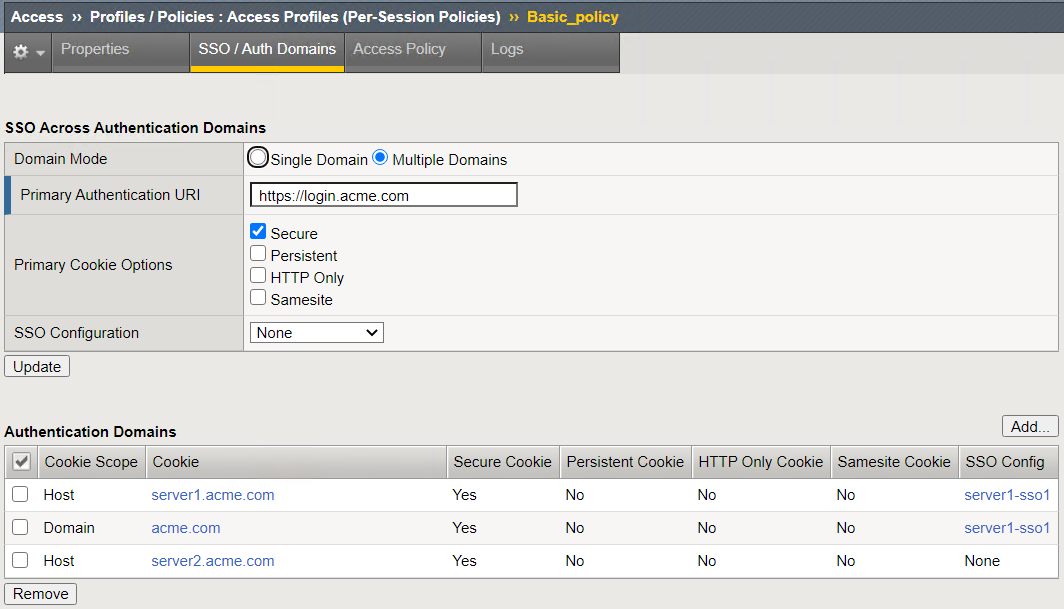 Access ›› Profiles / Policies : Access Profiles (Per-Session Policies) ›› Basic_policy
Properties SSO / Auth Domains Access Policy Logs
SSO Across Authentication Domains
Domain Mode Single Domain Multiple Domains
Primary Authentication URI https://login.acme.com
Primary Cookie Options
Secure
Persistent
HTTP Only
Samesite
SSO Configuration None
Update
Add...
Authentication Domains
Cookie Scope Cookie Secure Cookie Persistent Cookie HTTP Only Cookie Samesite Cookie SSO Config
Host server1.acme.com Yes No No No server1-sso1
Domain acme.com Yes No No No server1-sso1
Host server2.acme.com Yes No No No None
Remove